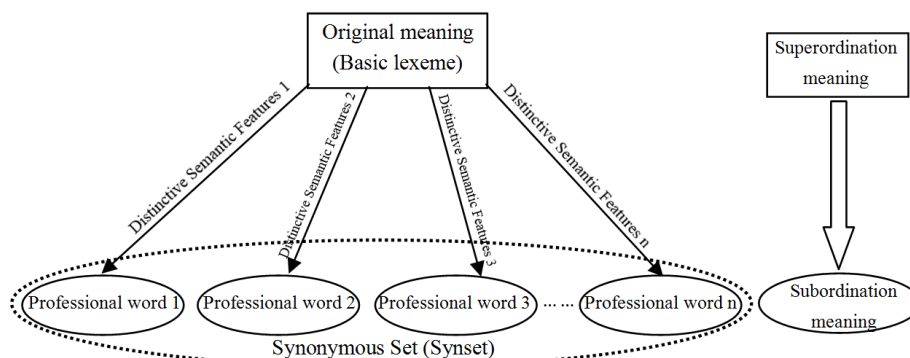 Original meaning
(Basic lexeme)
Superordination
meaning
Distinctive Semantic Features 1
Distinctive Semantic Features 2
Distinctive Semantic Features 3
Distinctive Semantic Features n
Professional word 1
Professional word 2
Professional word 3
... ...
Professional word n
Subordination
meaning
Synonymous Set (Synset)